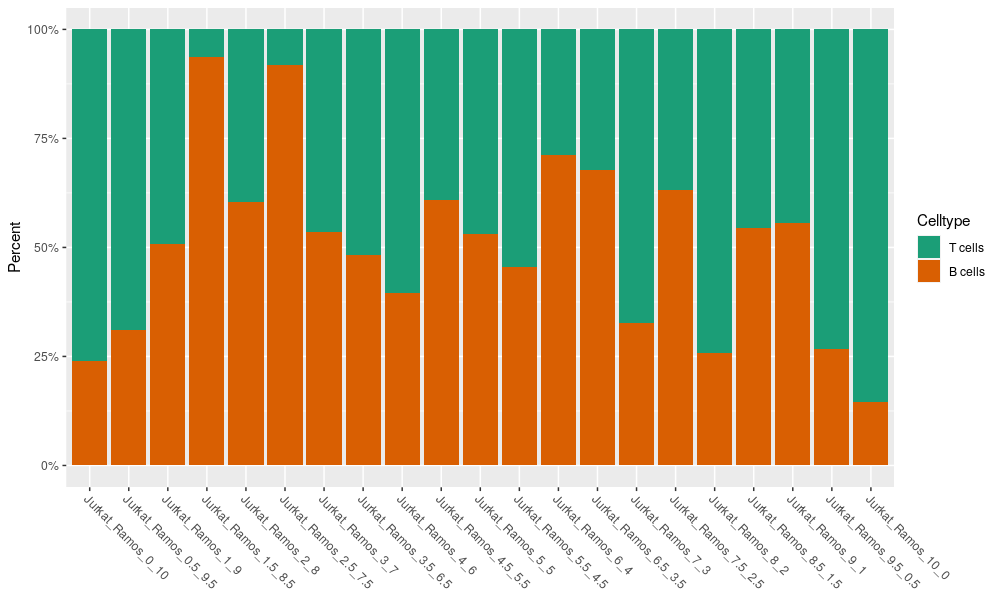 100%
75%
50%
25%
0%
Percent
Jurkat_Ramos_0_10
Jurkat_Ramos_0.5_9.5
Jurkat_Ramos_1_9
Jurkat_Ramos_1.5_8.5
Jurkat_Ramos_2_8
Jurkat_Ramos_2.5_7.5
Jurkat_Ramos_3_7
Jurkat_Ramos_3.5_6.5
Jurkat_Ramos_4_6
Jurkat_Ramos_4.5_5.5
Jurkat_Ramos_5_5
Jurkat_Ramos_5.5_4.5
Jurkat_Ramos_6_4
Jurkat_Ramos_6.5_3.5
Jurkat_Ramos_7_3
Jurkat_Ramos_7.5_2.5
Jurkat_Ramos_8_2
Jurkat_Ramos_8.5_1.5
Jurkat_Ramos_9_1
Jurkat_Ramos_9.5_0.5
Jurkat_Ramos_10_0
Celltype
T cells
B cells